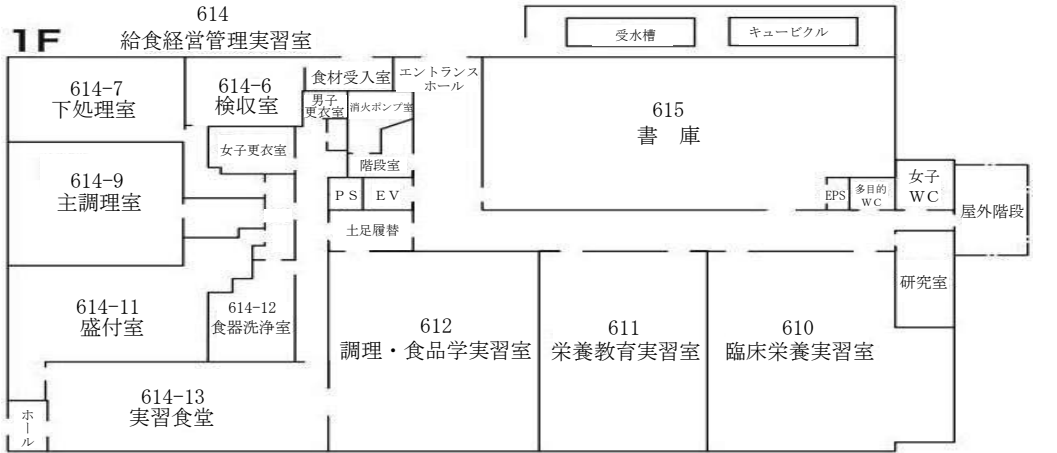 1F
614
給食経営管理実習室
受水槽
キュービクル
614-7
下処理室
614-6
検収室
食材受入室
エントランス
ホール
男子
更衣室
消火ポンプ室
615
書 庫
女子更衣室
階段室
614-9
主調理室
PS
EV
EPS
多目的
WC
女子
WC
屋外階段
土足履替
研究室
614-11
盛付室
614-12
食器洗浄室
612
調理・食品学実習室
611
栄養教育実習室
610
臨床栄養実習室
614-13
実習食堂
ホール